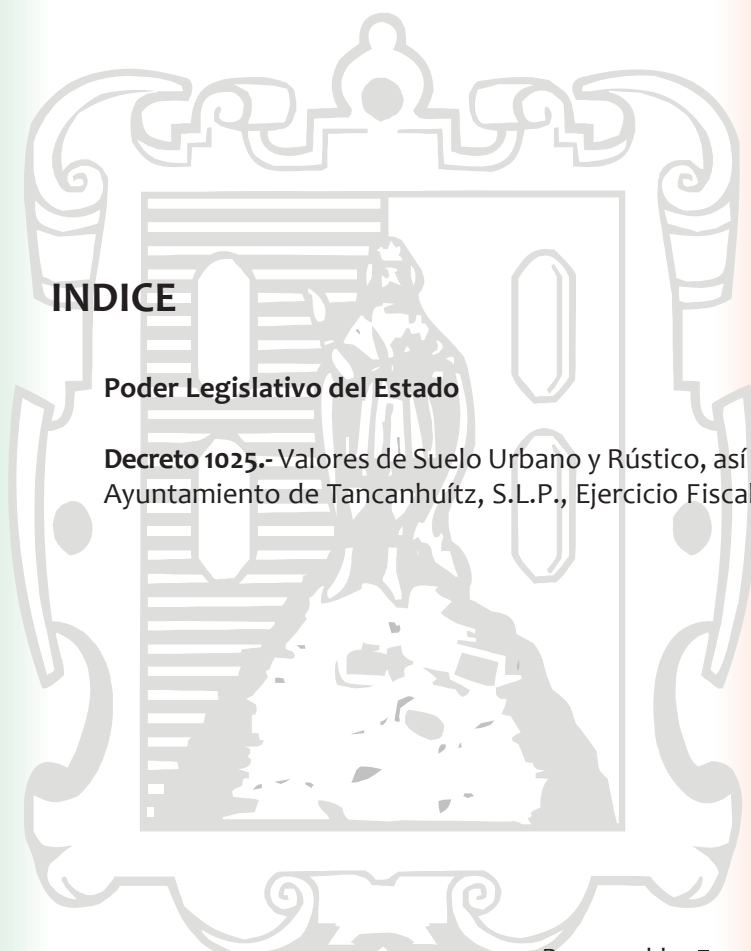 INDICE
Poder Legislativo del Estado
Decreto 1025.- Valores de Suelo Urbano y Rústico, así
Ayuntamiento de Tancanhuítz, S.L.P., Ejercicio Fiscal